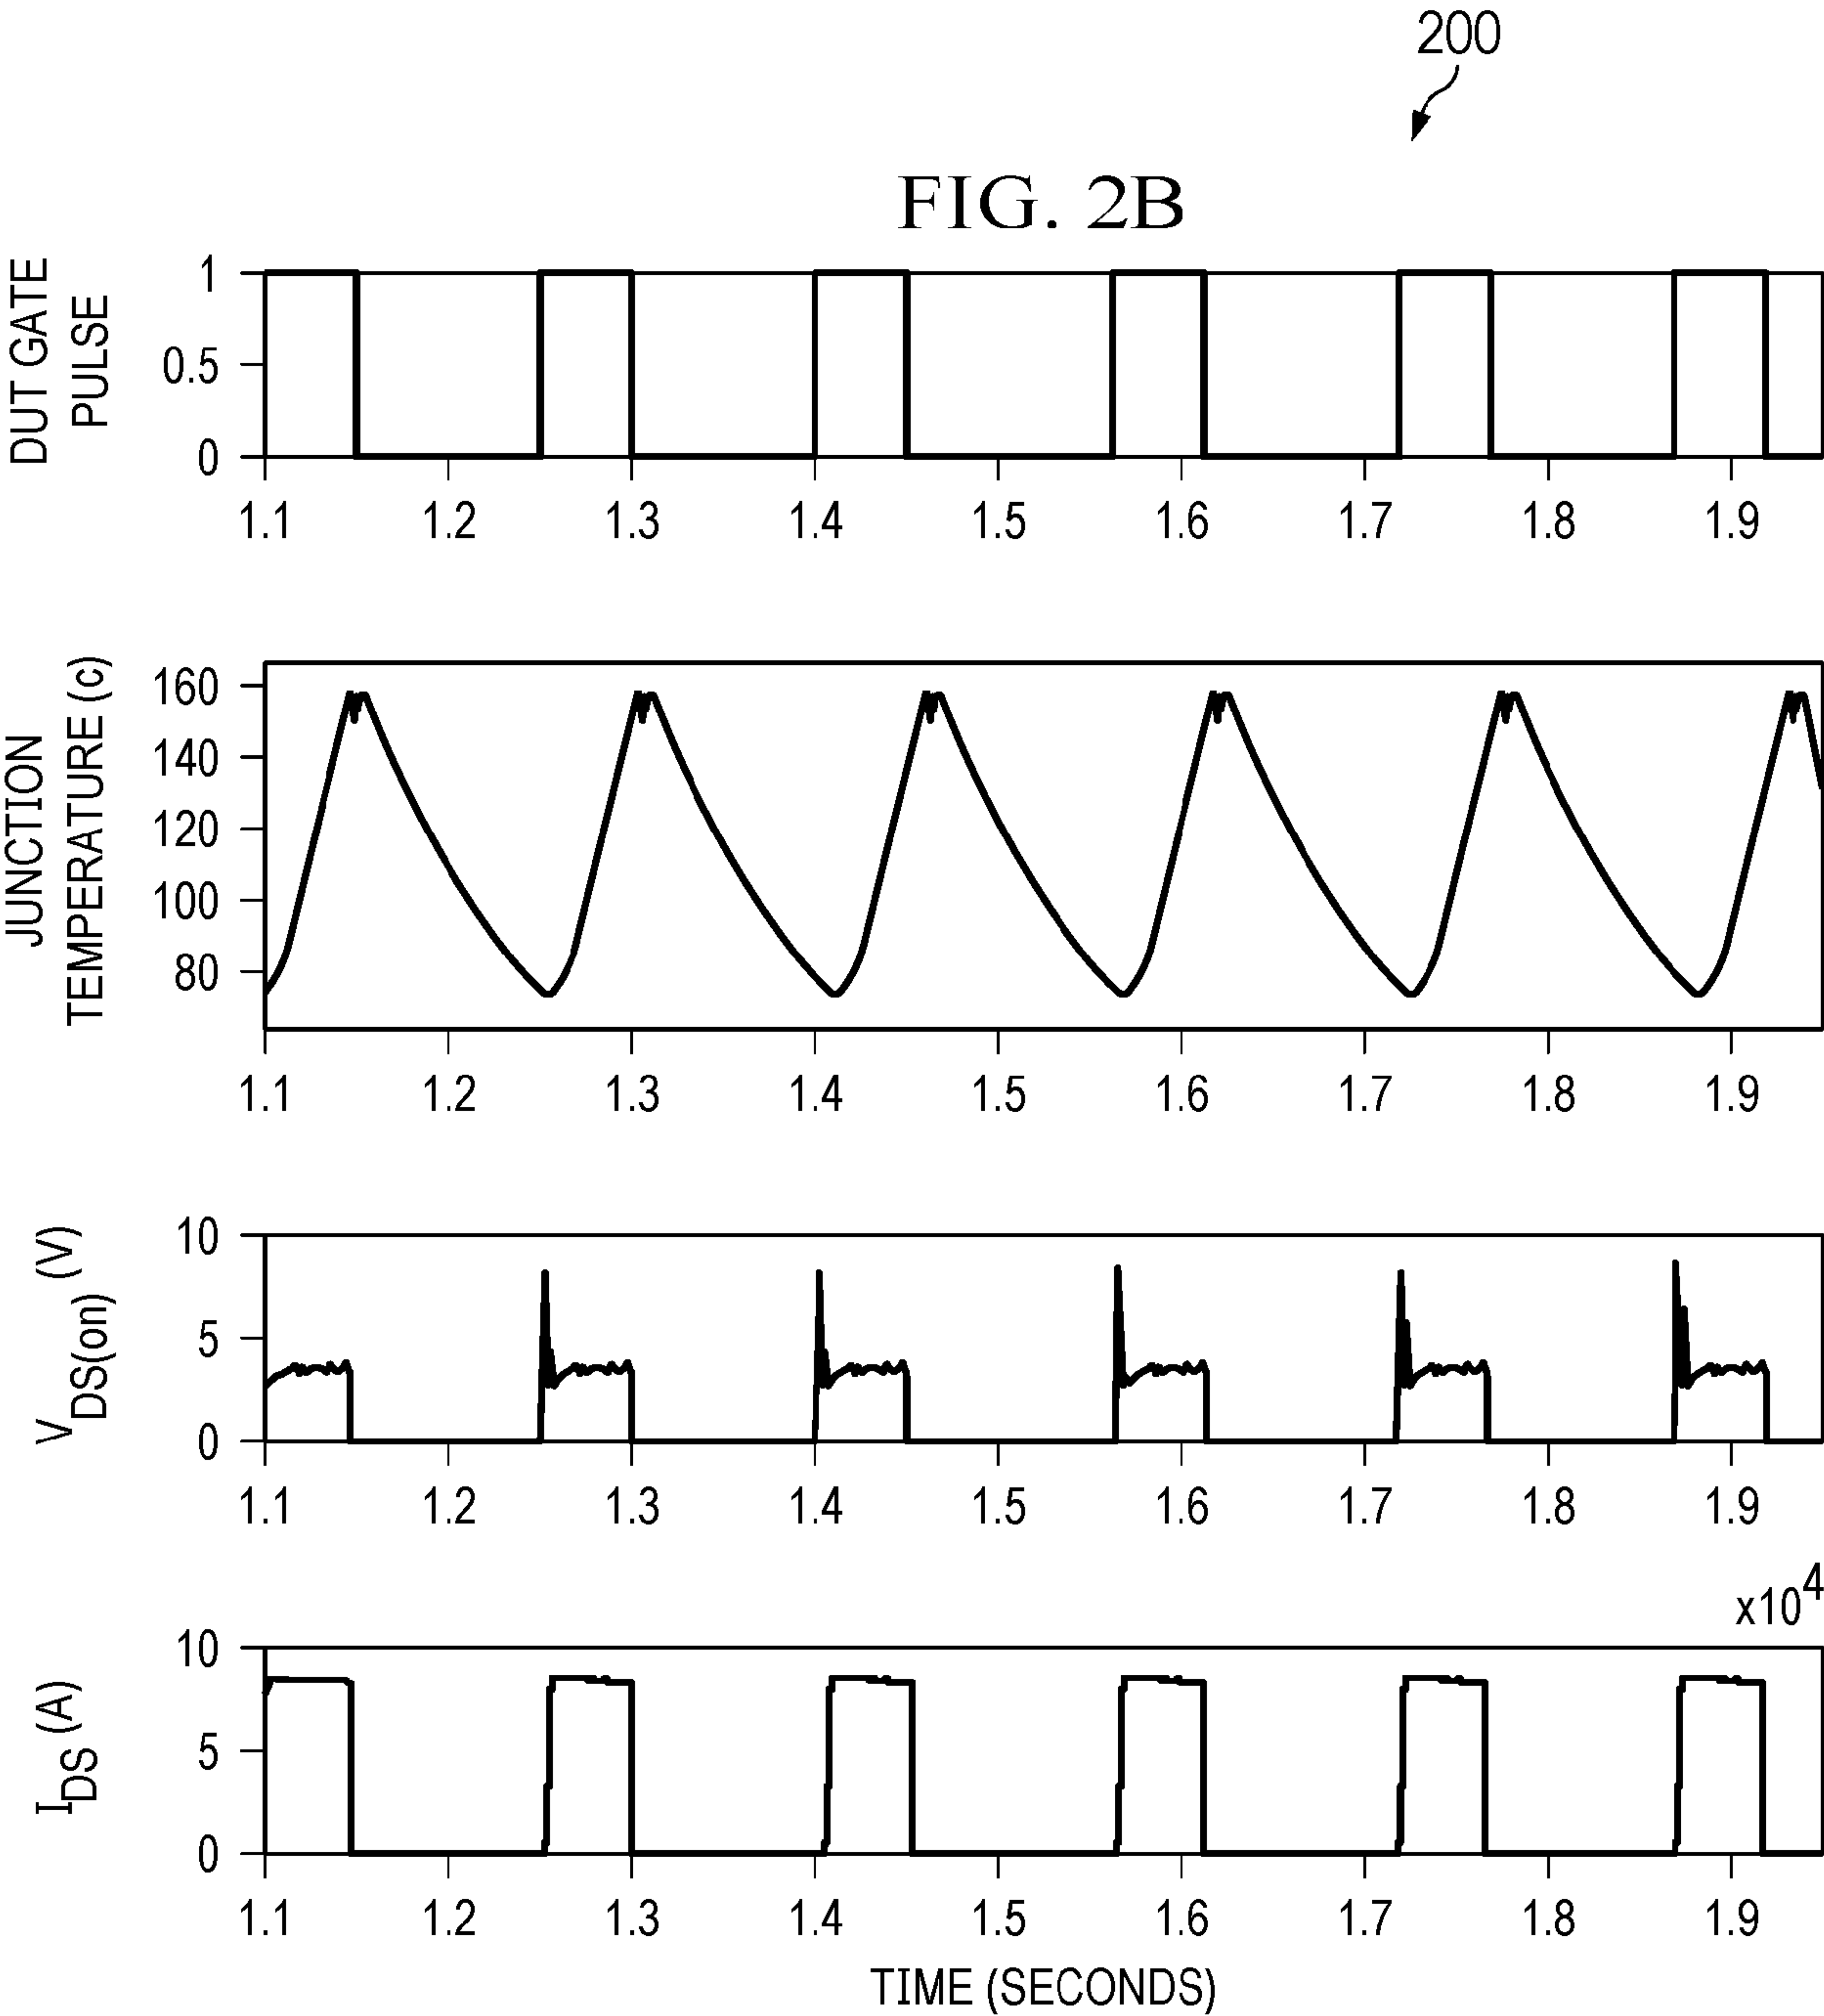 200
FIG. 2B
DUT GATE
PULSE
1
0.5
0
1.1 1.2 1.3 1.4 1.5 1.6 1.7 1.8 1.9
JUNCTION
TEMPERATURE (c)
160
140
120
100
80
1.1 1.2 1.3 1.4 1.5 1.6 1.7 1.8 1.9
VDS(on) (V)
10
5
0
1.1 1.2 1.3 1.4 1.5 1.6 1.7 1.8 1.9
x10⁴
IDS (A)
10
5
0
1.1 1.2 1.3 1.4 1.5 1.6 1.7 1.8 1.9
TIME (SECONDS)